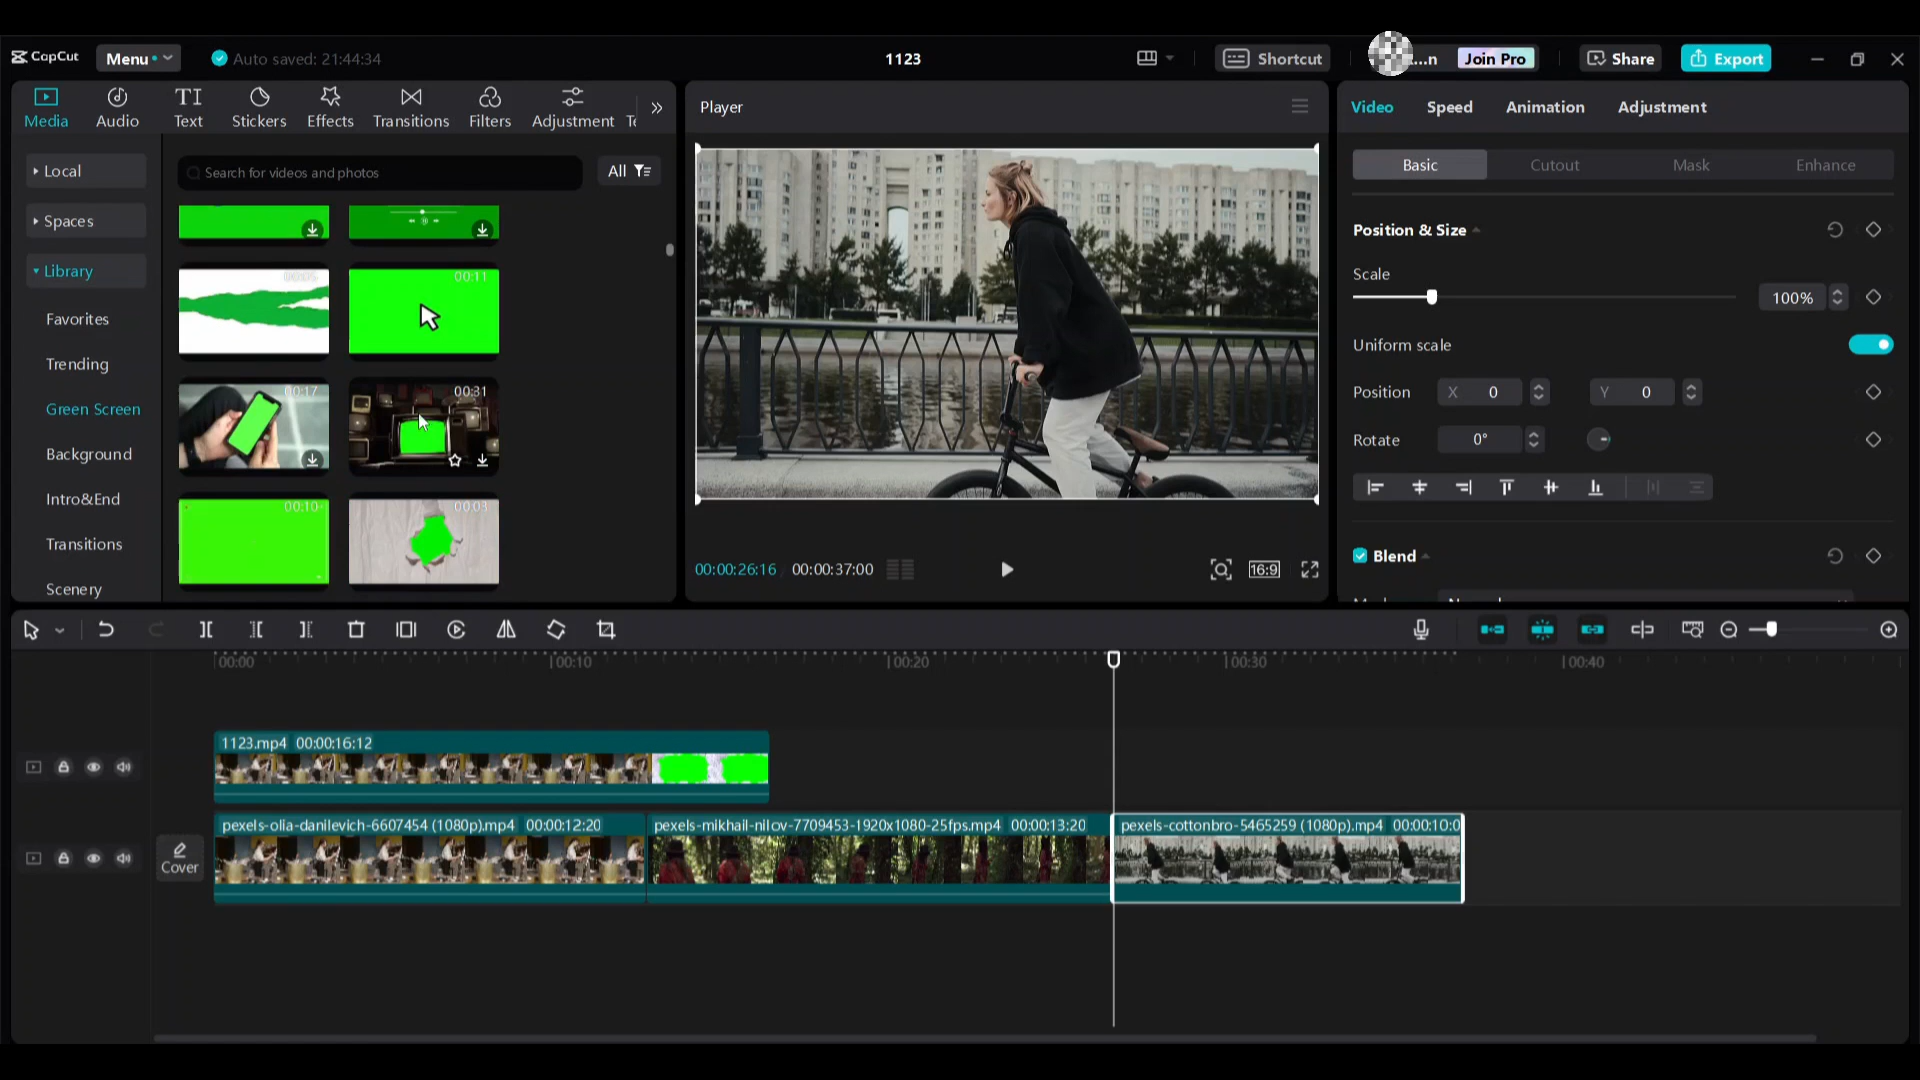 CapCut
Menu
Auto saved: 21:44:34
1123
Shortcut
...n
Join Pro
Share
Export
Media
Audio
Text
Stickers
Effects
Transitions
Filters
Adjustment
Player
Video
Speed
Animation
Adjustment
Local
Spaces
Library
Favorites
Trending
Green Screen
Background
Intro&End
Transitions
Scenery
Search for videos and photos
All
00:11
00:17
00:31
00:10
00:03
00:00:26:16
00:00:37:00
16:9
Basic
Cutout
Mask
Enhance
Position & Size
Scale
100%
Uniform scale
Position
X 0
Y 0
Rotate
0°
Blend
00:00
00:10
00:20
00:30
00:40
1123.mp4 00:00:16:12
Cover
pexels-olia-danilevich-6607454 (1080p).mp4 00:00:12:20
pexels-mikhail-nilov-7709453-1920x1080-25fps.mp4 00:00:13:20
pexels-cottonbro-5465259 (1080p).mp4 00:00:10:0